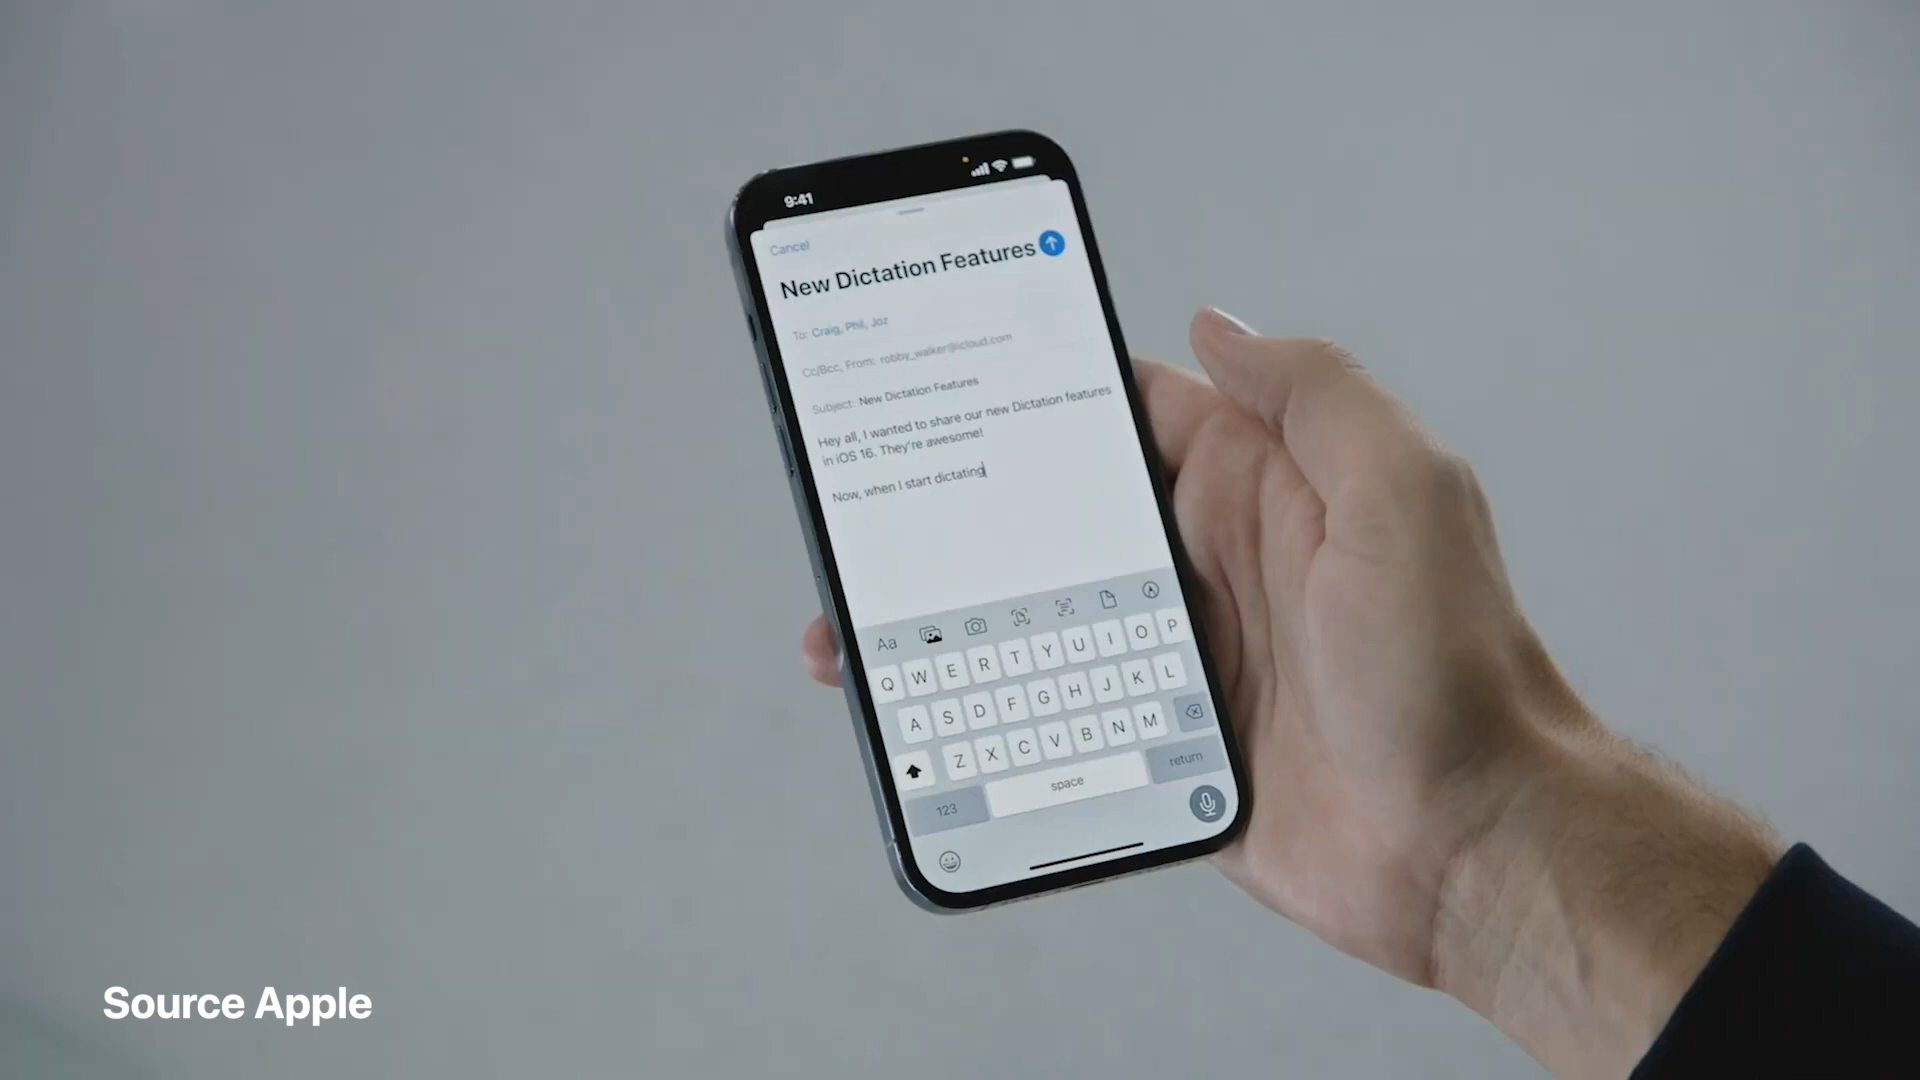 9:41
Cancel
New Dictation Features
To: Craig, Phil, Joz
Cc/Bcc, From: robby_walker@icloud.com
Subject: New Dictation Features
Hey all, I wanted to share our new Dictation features
in iOS 16. They're awesome!
Now, when I start dictating
Aa
Q W E R T Y U I O P
A S D F G H J K L
Z X C V B N M
123 space return
Source Apple